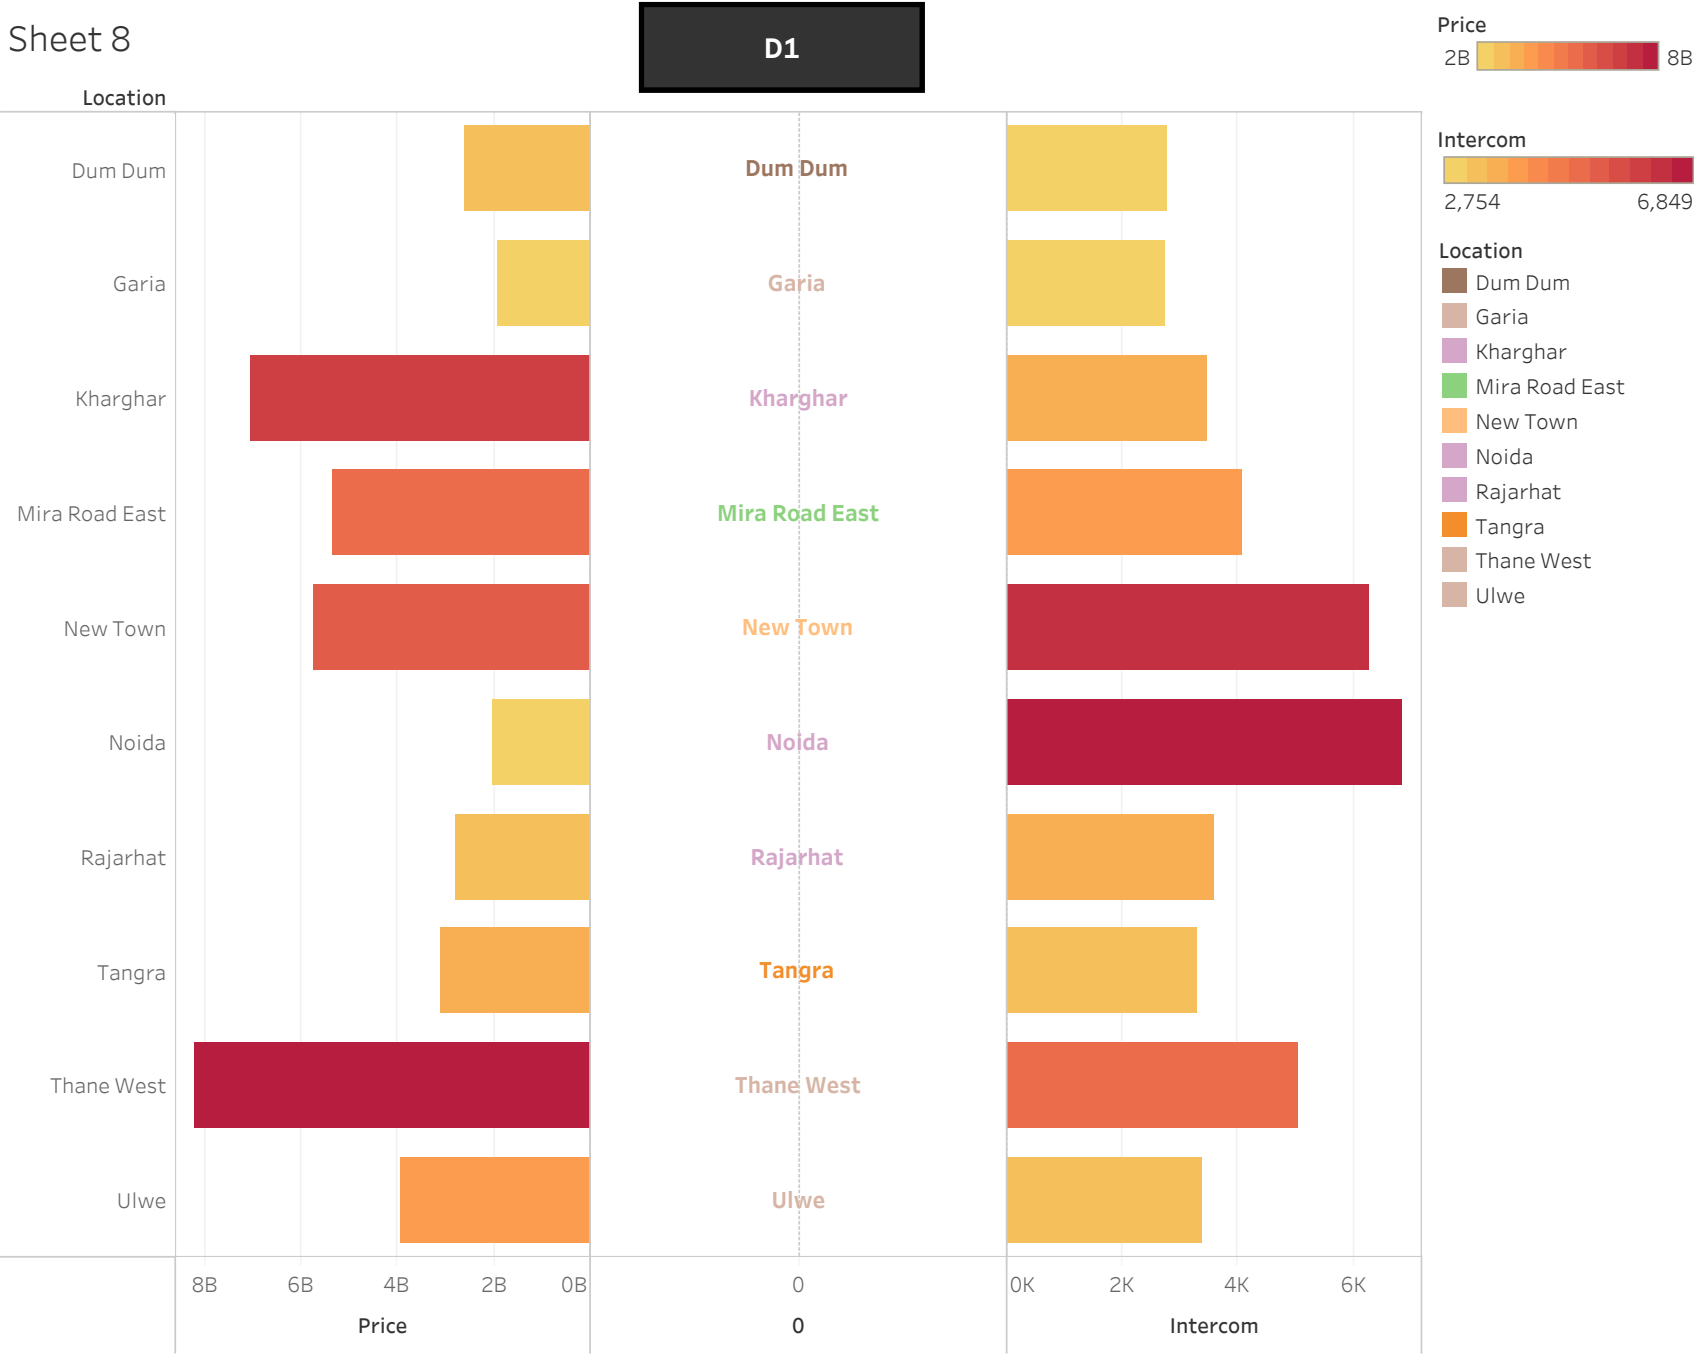 Sheet 8
D1
Location
Dum Dum
Garia
Kharghar
Mira Road East
New Town
Noida
Rajarhat
Tangra
Thane West
Ulwe
Dum Dum
Garia
Kharghar
Mira Road East
New Town
Noida
Rajarhat
Tangra
Thane West
Ulwe
8B 6B 4B 2B 0B
Price
0
0
0K 2K 4K 6K
Intercom
Price
2B 8B
Intercom
2,754 6,849
Location
Dum Dum
Garia
Kharghar
Mira Road East
New Town
Noida
Rajarhat
Tangra
Thane West
Ulwe